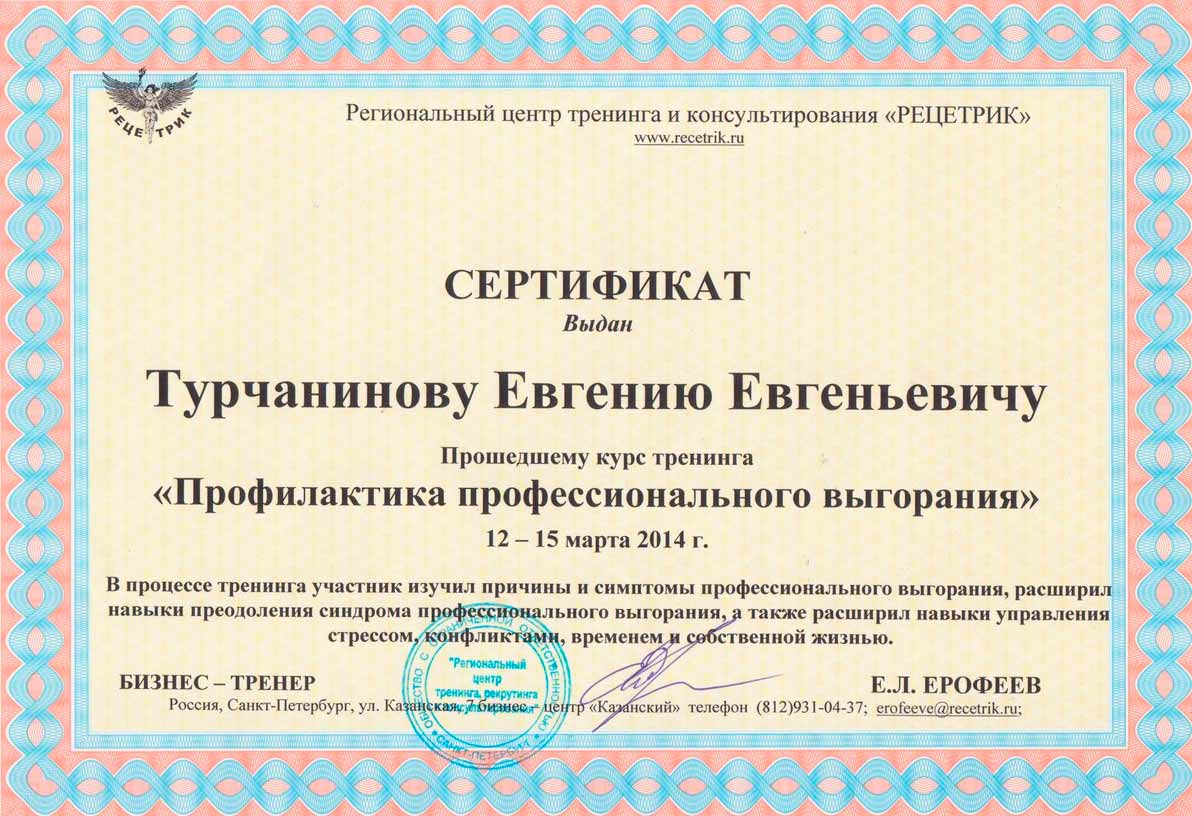 РЕЦЕТРИК
Региональный центр тренинга и консультирования «РЕЦЕТРИК»
www.recetrik.ru
СЕРТИФИКАТ
Выдан
Турчанинову Евгению Евгеньевичу
Прошедшему курс тренинга
«Профилактика профессионального выгорания»
12 – 15 марта 2014 г.
В процессе тренинга участник изучил причины и симптомы профессионального выгорания, расширил
навыки преодоления синдрома профессионального выгорания, а также расширил навыки управления
стрессом, конфликтами, временем и собственной жизнью.
ОБЩЕСТВО С ОГРАНИЧЕННОЙ ОТВЕТСТВЕННОСТЬЮ
"Региональный
центр
тренинга, рекрутинга
консультирования"
САНКТ-ПЕТЕРБУРГ
БИЗНЕС – ТРЕНЕР Е.Л. ЕРОФЕЕВ
Россия, Санкт-Петербург, ул. Казанская, 7 бизнес – центр «Казанский» телефон (812)931-04-37; erofeeve@recetrik.ru;